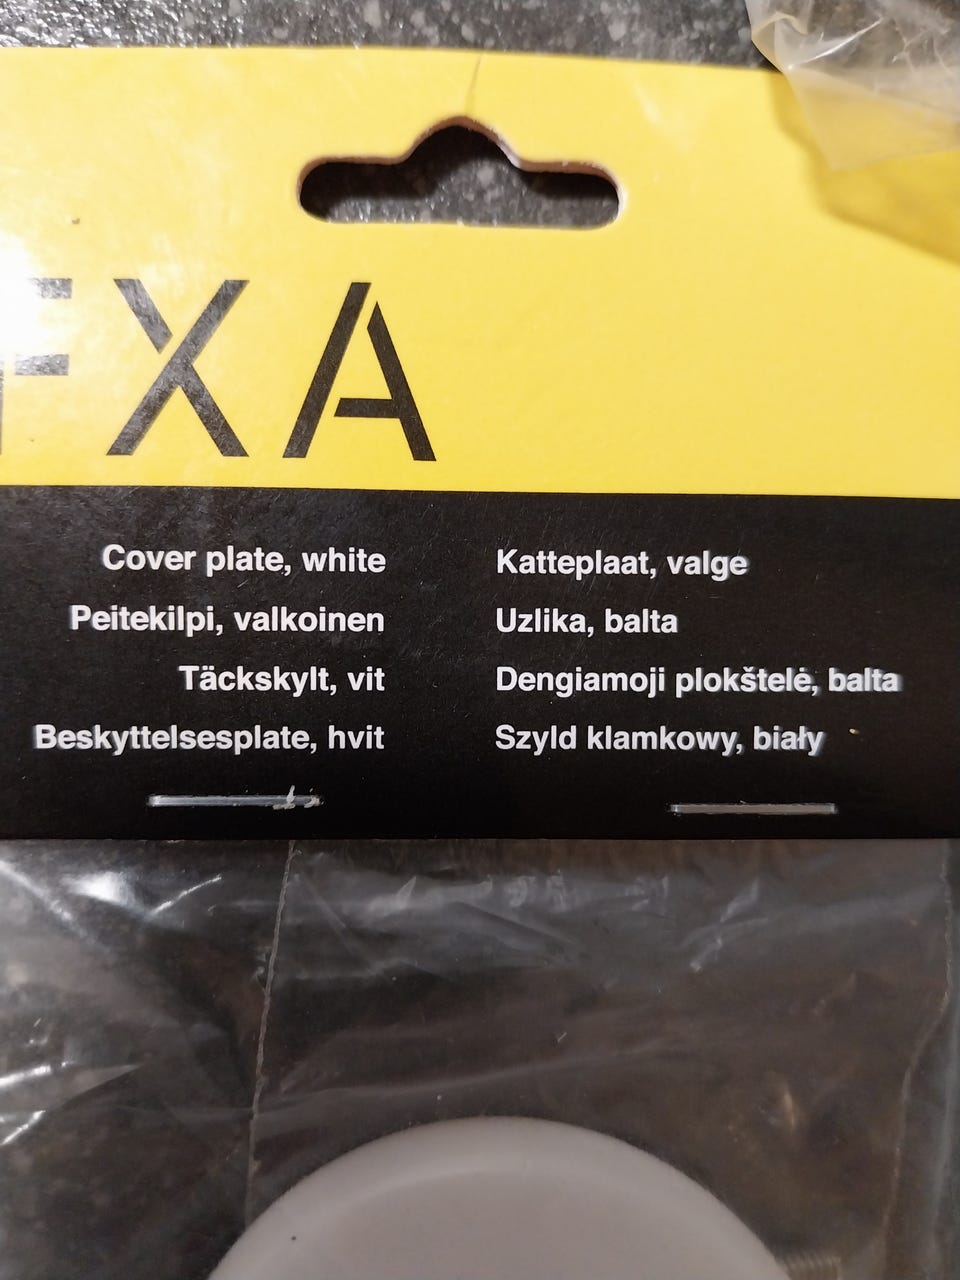 FXA
Cover plate, white
Peitekilpi, valkoinen
Täckskylt, vit
Beskyttelsesplate, hvit
Katteplaat, valge
Uzlika, balta
Dengiamoji plokštelė, balta
Szyld klamkowy, biały